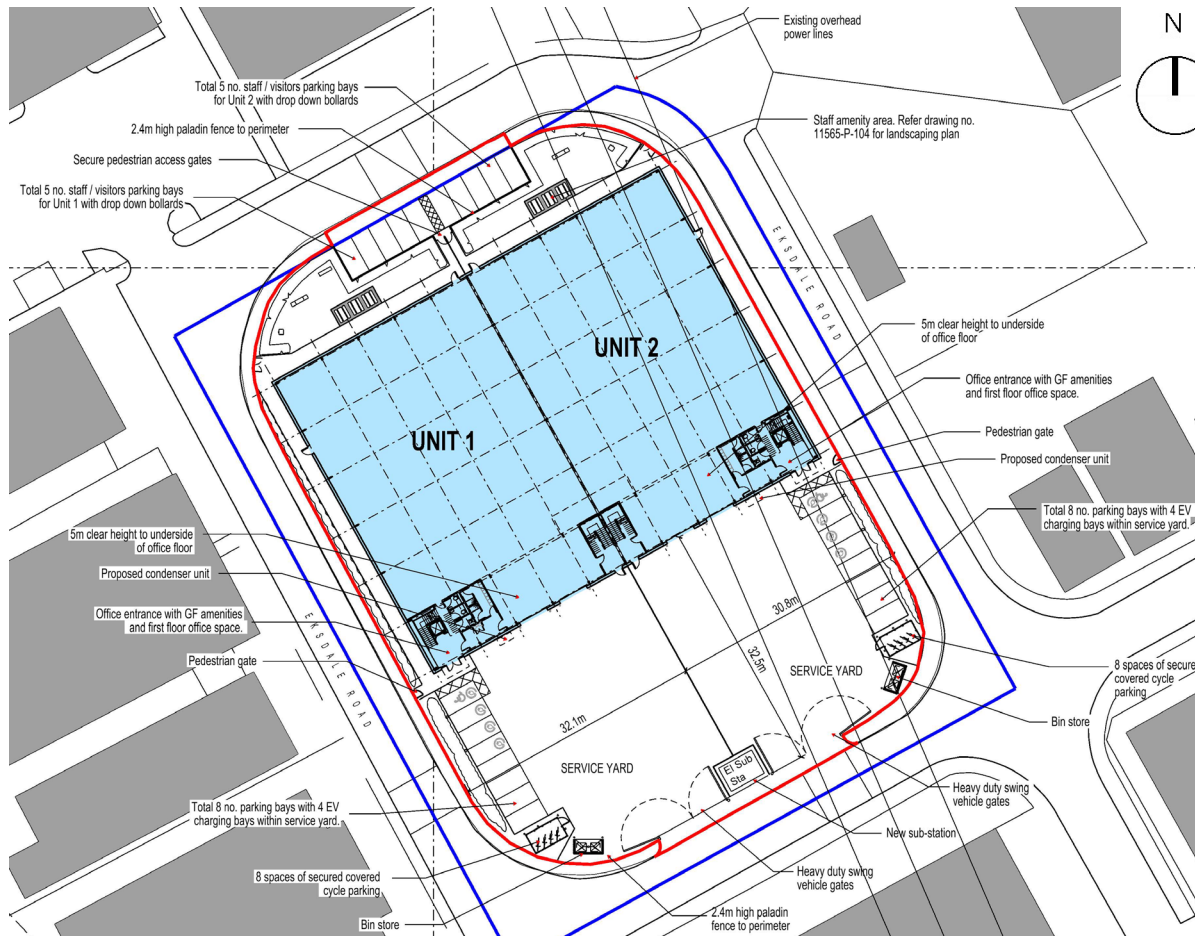 Existing overhead
power lines
N
Total 5 no. staff / visitors parking bays
for Unit 2 with drop down bollards
2.4m high paladin fence to perimeter
Staff amenity area. Refer drawing no.
11565-P-104 for landscaping plan
Secure pedestrian access gates
Total 5 no. staff / visitors parking bays
for Unit 1 with drop down bollards
EKSDALE ROAD
UNIT 2
5m clear height to underside
of office floor
Office entrance with GF amenities
and first floor office space.
UNIT 1
Pedestrian gate
Proposed condenser unit
Total 8 no. parking bays with 4 EV
charging bays within service yard.
5m clear height to underside
of office floor
Proposed condenser unit
Office entrance with GF amenities
and first floor office space.
Pedestrian gate
EKSDALE ROAD
30.8m
32.5m
32.1m
SERVICE YARD
8 spaces of secured
covered cycle
parking
Bin store
SERVICE YARD
El Sub
Sta
Total 8 no. parking bays with 4 EV
charging bays within service yard.
Heavy duty swing
vehicle gates
New sub-station
8 spaces of secured covered
cycle parking
Heavy duty swing
vehicle gates
Bin store
2.4m high paladin
fence to perimeter